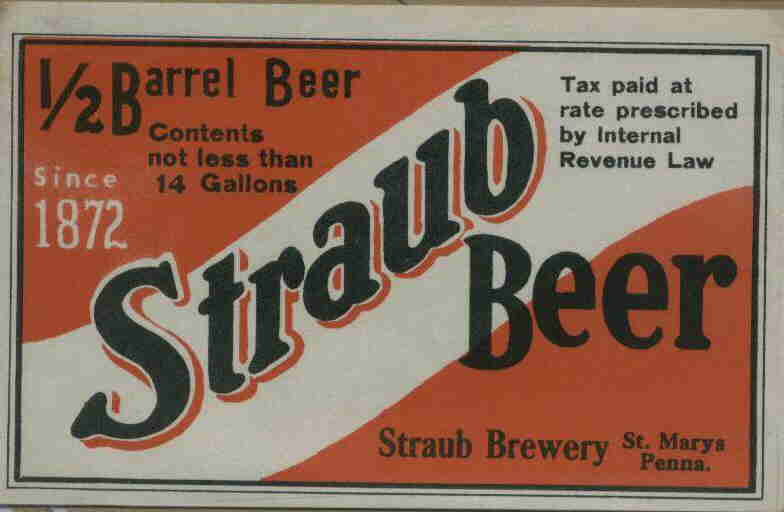 1/2 Barrel Beer
Contents
not less than
14 Gallons
Since
1872
Tax paid at
rate prescribed
by Internal
Revenue Law
Straub
Beer
Straub Brewery
St. Marys
Penna.